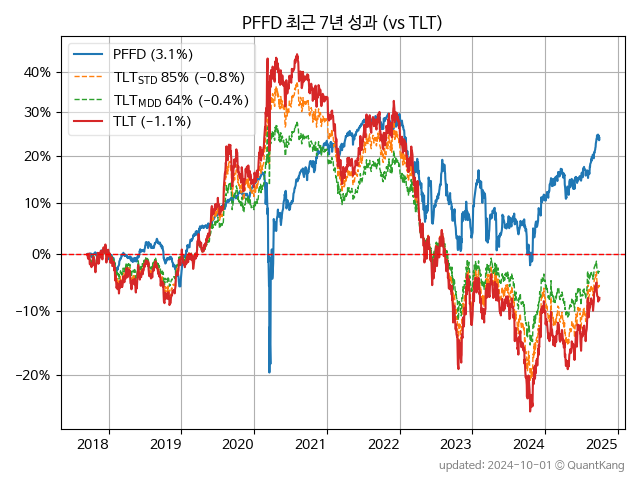 PFFD 최근 7년 성과 (vs TLT)
PFFD (3.1%)
TLT_STD 85% (−0.8%)
TLT_MDD 64% (−0.4%)
TLT (−1.1%)
40%
30%
20%
10%
0%
−10%
−20%
2018 2019 2020 2021 2022 2023 2024 2025
updated: 2024-10-01 © QuantKang